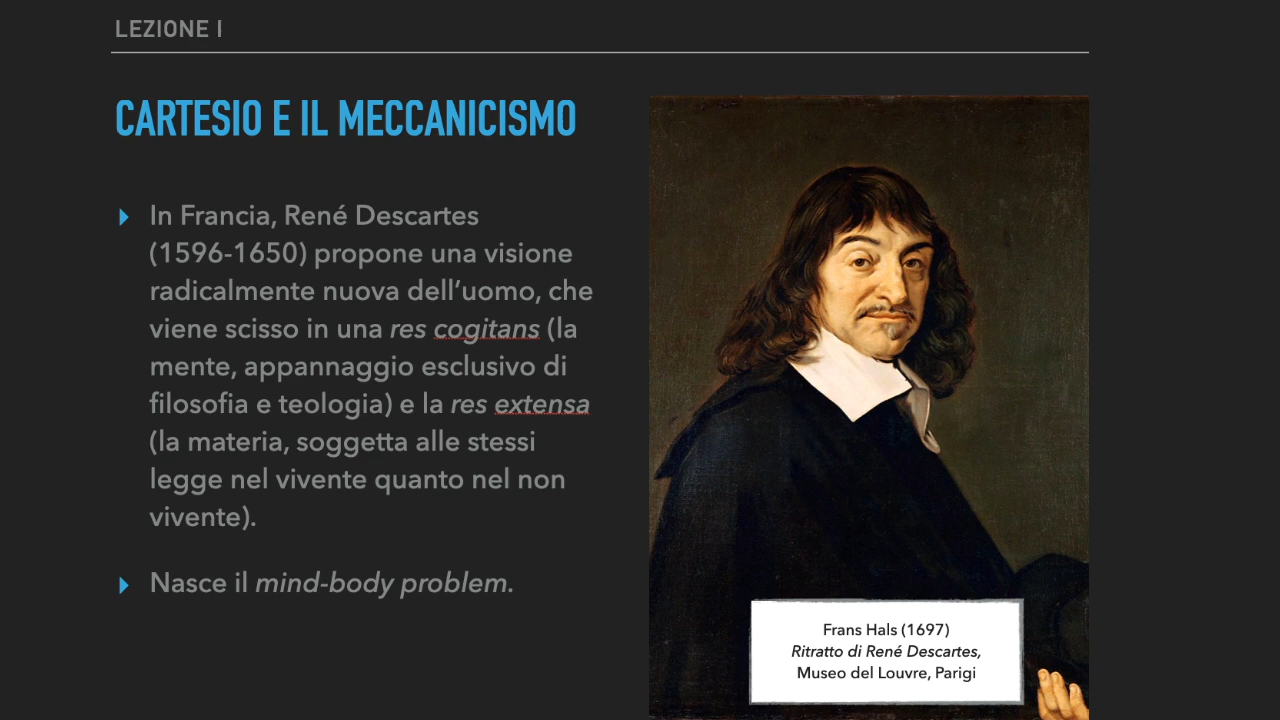 LEZIONE I
CARTESIO E IL MECCANICISMO
In Francia, René Descartes
(1596-1650) propone una visione
radicalmente nuova dell’uomo, che
viene scisso in una res cogitans (la
mente, appannaggio esclusivo di
filosofia e teologia) e la res extensa
(la materia, soggetta alle stessi
legge nel vivente quanto nel non
vivente).
Nasce il mind-body problem.
Frans Hals (1697)
Ritratto di René Descartes,
Museo del Louvre, Parigi